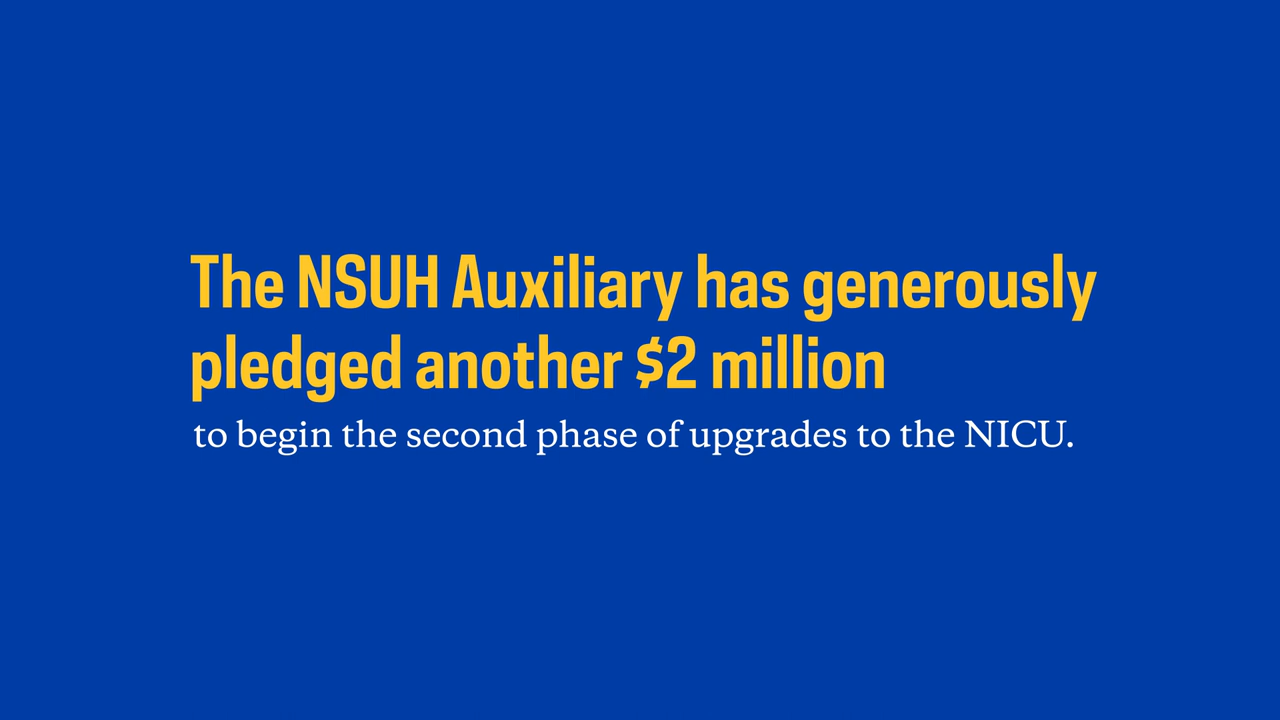 The NSUH Auxiliary has generously
pledged another $2 million
to begin the second phase of upgrades to the NICU.